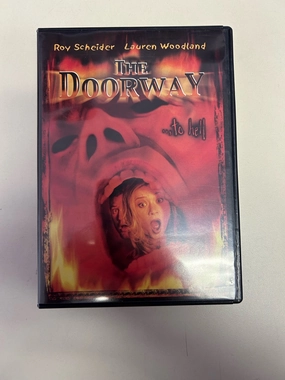 Roy Scheider Lauren Woodland
THE
DOORWAY
...to hell